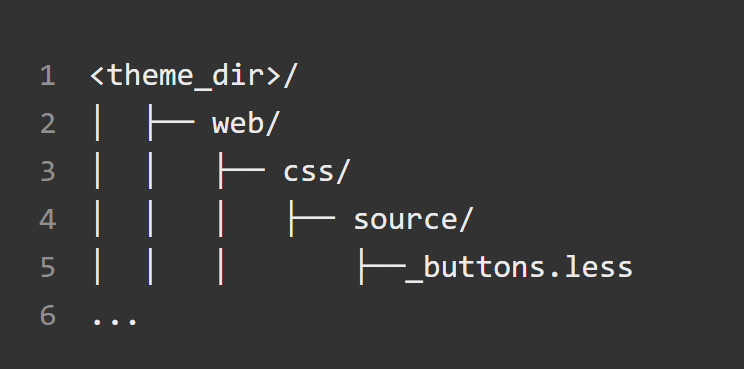 1 <theme_dir>/
2 │  ├── web/
3 │  │   ├── css/
4 │  │   │   ├── source/
5 │  │   │       ├──_buttons.less
6 ...